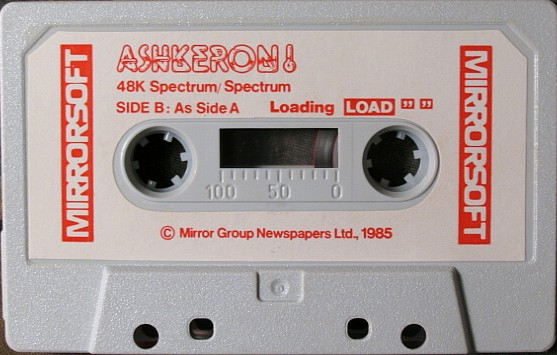 ASHKERON!
48K Spectrum/Spectrum
SIDE B: As Side A Loading LOAD " "
MIRRORSOFT
MIRRORSOFT
100 50 0
© Mirror Group Newspapers Ltd., 1985